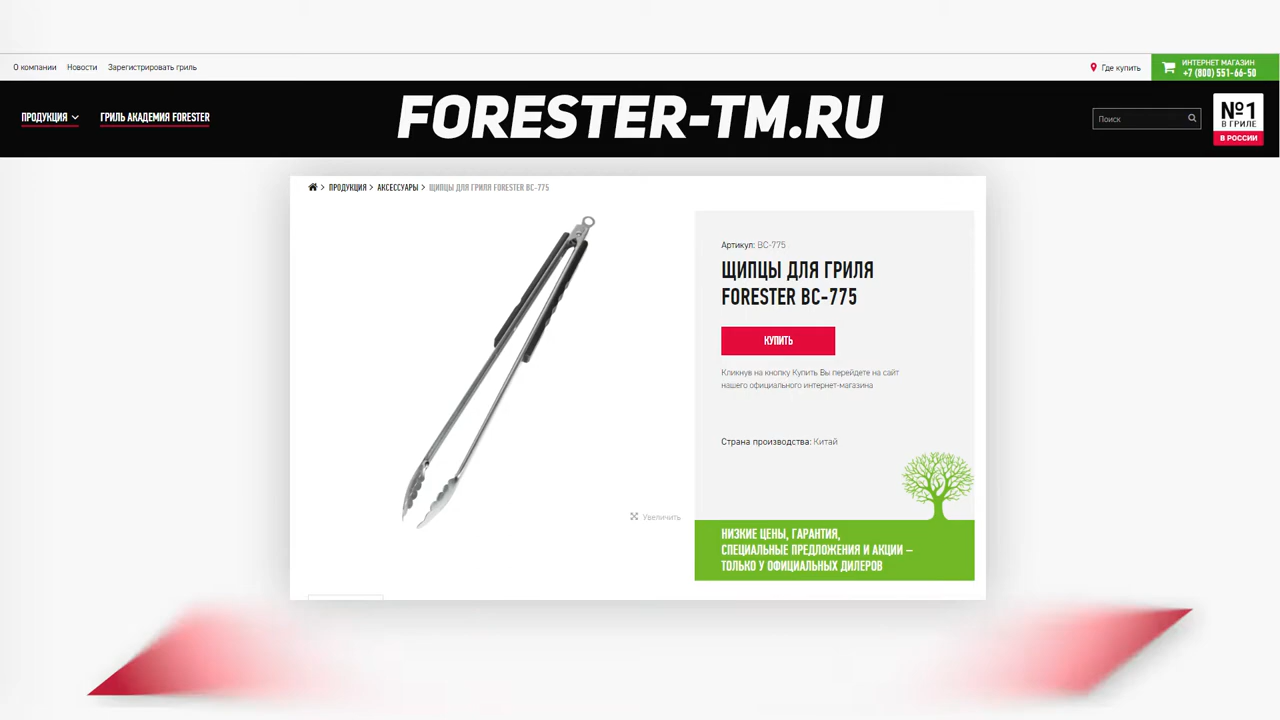 О компании Новости Зарегистрировать гриль
Где купить
ИНТЕРНЕТ МАГАЗИН
+7 (800) 551-66-50
ПРОДУКЦИЯ ГРИЛЬ АКАДЕМИЯ FORESTER
FORESTER-TM.RU
Поиск
№1
В ГРИЛЕ
В РОССИИ
ПРОДУКЦИЯ > АКСЕССУАРЫ > ЩИПЦЫ ДЛЯ ГРИЛЯ FORESTER BC-775
Артикул: BC-775
ЩИПЦЫ ДЛЯ ГРИЛЯ
FORESTER BC-775
КУПИТЬ
Кликнув на кнопку Купить Вы перейдете на сайт
нашего официального интернет-магазина
Страна производства: Китай
Увеличить
НИЗКИЕ ЦЕНЫ, ГАРАНТИЯ,
СПЕЦИАЛЬНЫЕ ПРЕДЛОЖЕНИЯ И АКЦИИ –
ТОЛЬКО У ОФИЦИАЛЬНЫХ ДИЛЕРОВ